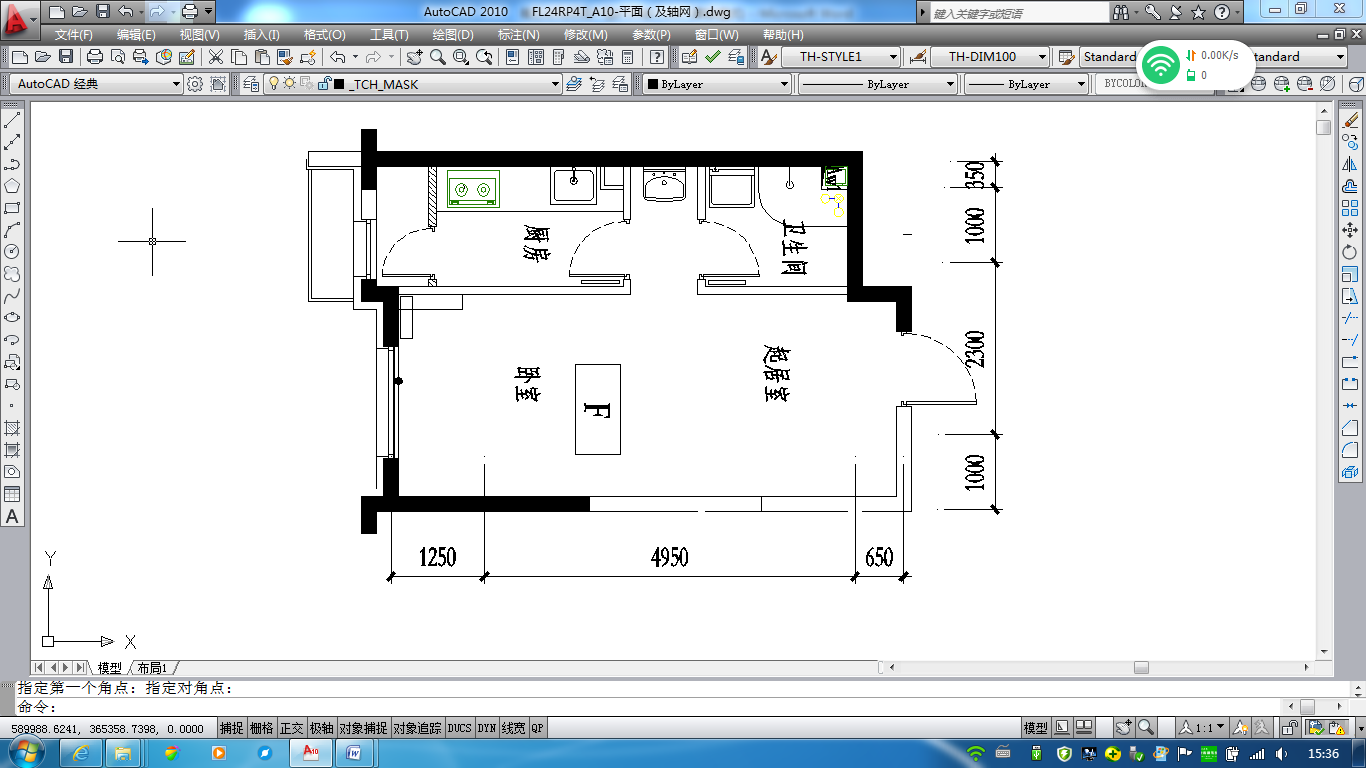 AutoCAD 2010 FL24RP4T_A10-平面（及轴网）.dwg
键入关键字或短语
文件(F) 编辑(E) 视图(V) 插入(I) 格式(O) 工具(T) 绘图(D) 标注(N) 修改(M) 参数(P) 窗口(W) 帮助(H)
TH-STYLE1 TH-DIM100 Standard tandard
0.00K/s
0
AutoCAD 经典 _TCH_MASK ByLayer ByLayer ByLayer BYCOLO
350
1000
厨房
卫生间
2300
卧室
起居室
F
1000
1250 4950 650
Y
X
A
模型 布局1
指定第一个角点: 指定对角点:
命令:
589988.6241, 365358.7398, 0.0000 捕捉 栅格 正交 极轴 对象捕捉 对象追踪 DUCS DYN 线宽 QP 模型 1:1
15:36